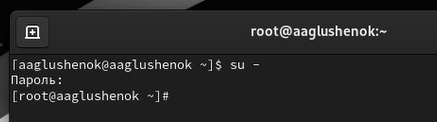 root@aaglushenok:~
[aaglushenok@aaglushenok ~]$ su -
Пароль:
[root@aaglushenok ~]#